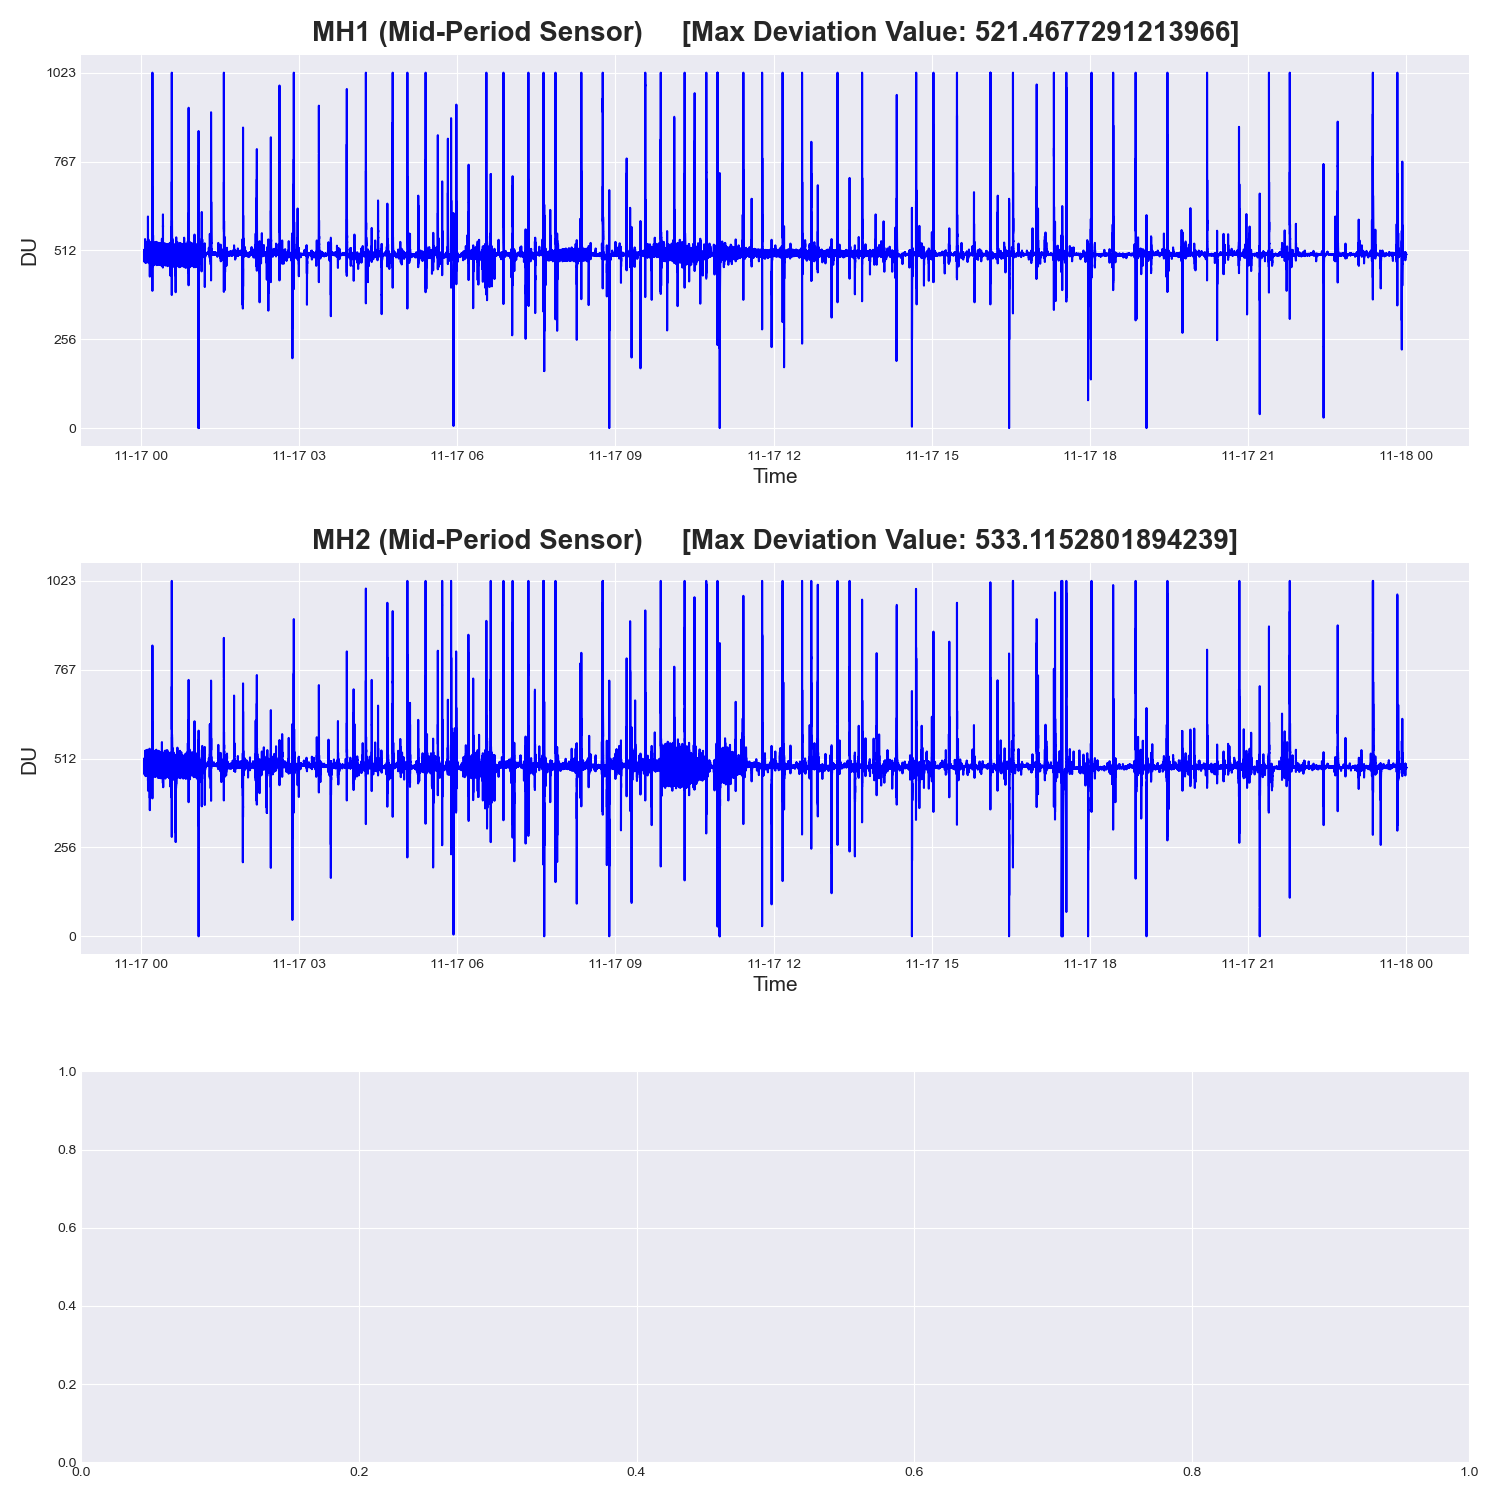 MH1 (Mid-Period Sensor) [Max Deviation Value: 521.4677291213966]
1023
767
512
256
0
DU
11-17 00 11-17 03 11-17 06 11-17 09 11-17 12 11-17 15 11-17 18 11-17 21 11-18 00
Time
MH2 (Mid-Period Sensor) [Max Deviation Value: 533.1152801894239]
1023
767
512
256
0
DU
11-17 00 11-17 03 11-17 06 11-17 09 11-17 12 11-17 15 11-17 18 11-17 21 11-18 00
Time
1.0
0.8
0.6
0.4
0.2
0.0
0.0 0.2 0.4 0.6 0.8 1.0